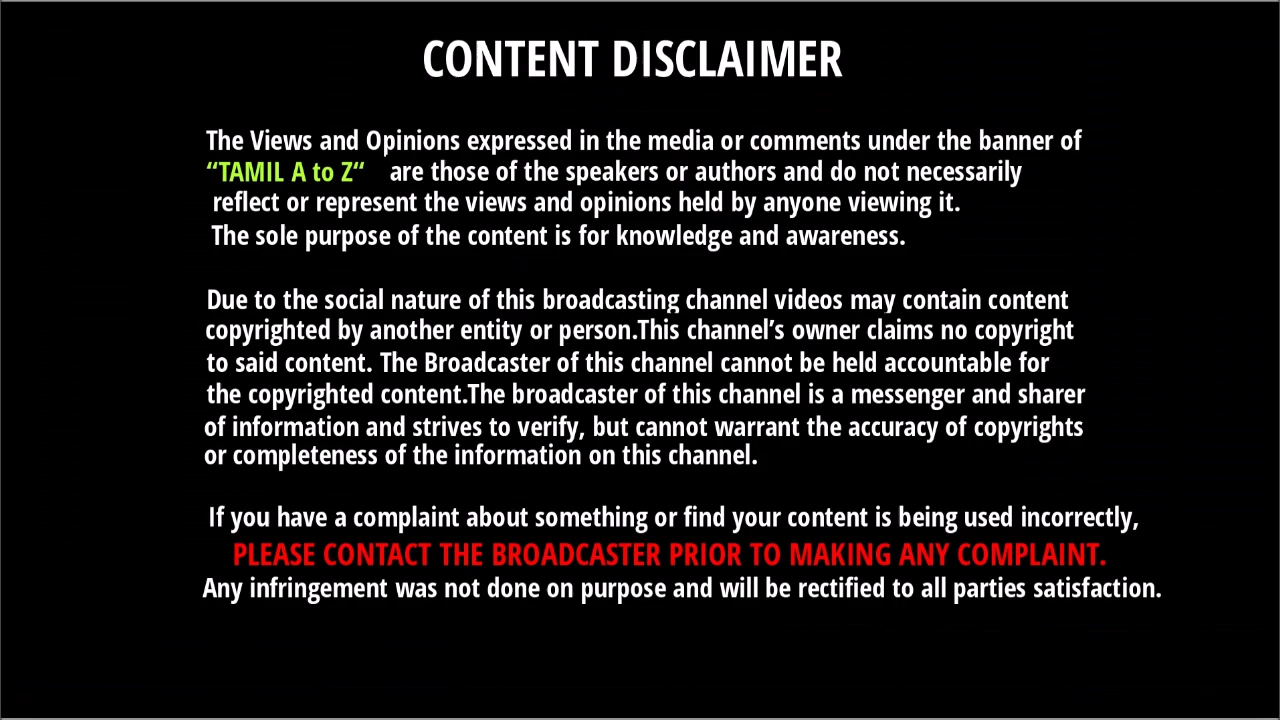 CONTENT DISCLAIMER
The Views and Opinions expressed in the media or comments under the banner of
“TAMIL A to Z“ are those of the speakers or authors and do not necessarily
reflect or represent the views and opinions held by anyone viewing it.
The sole purpose of the content is for knowledge and awareness.
Due to the social nature of this broadcasting channel videos may contain content
copyrighted by another entity or person.This channel’s owner claims no copyright
to said content. The Broadcaster of this channel cannot be held accountable for
the copyrighted content.The broadcaster of this channel is a messenger and sharer
of information and strives to verify, but cannot warrant the accuracy of copyrights
or completeness of the information on this channel.
If you have a complaint about something or find your content is being used incorrectly,
PLEASE CONTACT THE BROADCASTER PRIOR TO MAKING ANY COMPLAINT.
Any infringement was not done on purpose and will be rectified to all parties satisfaction.